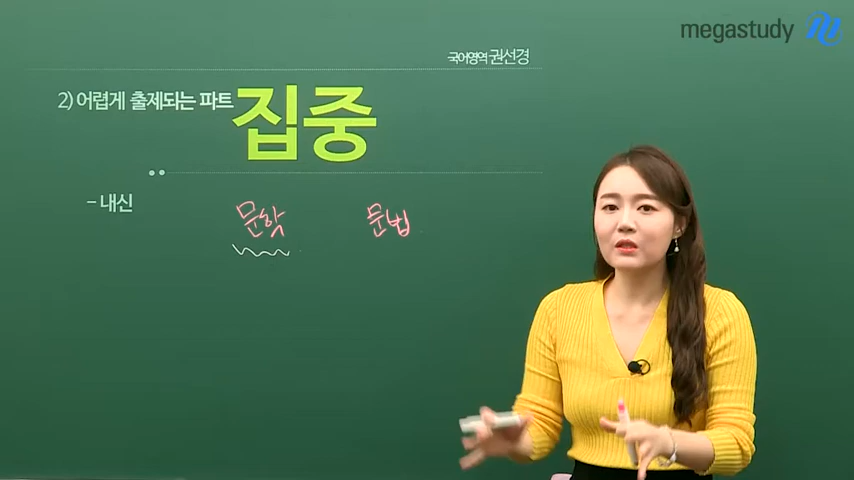 megastudy
국어영역 권선경
2) 어렵게 출제되는 파트 집중
- 내신
문학 문법